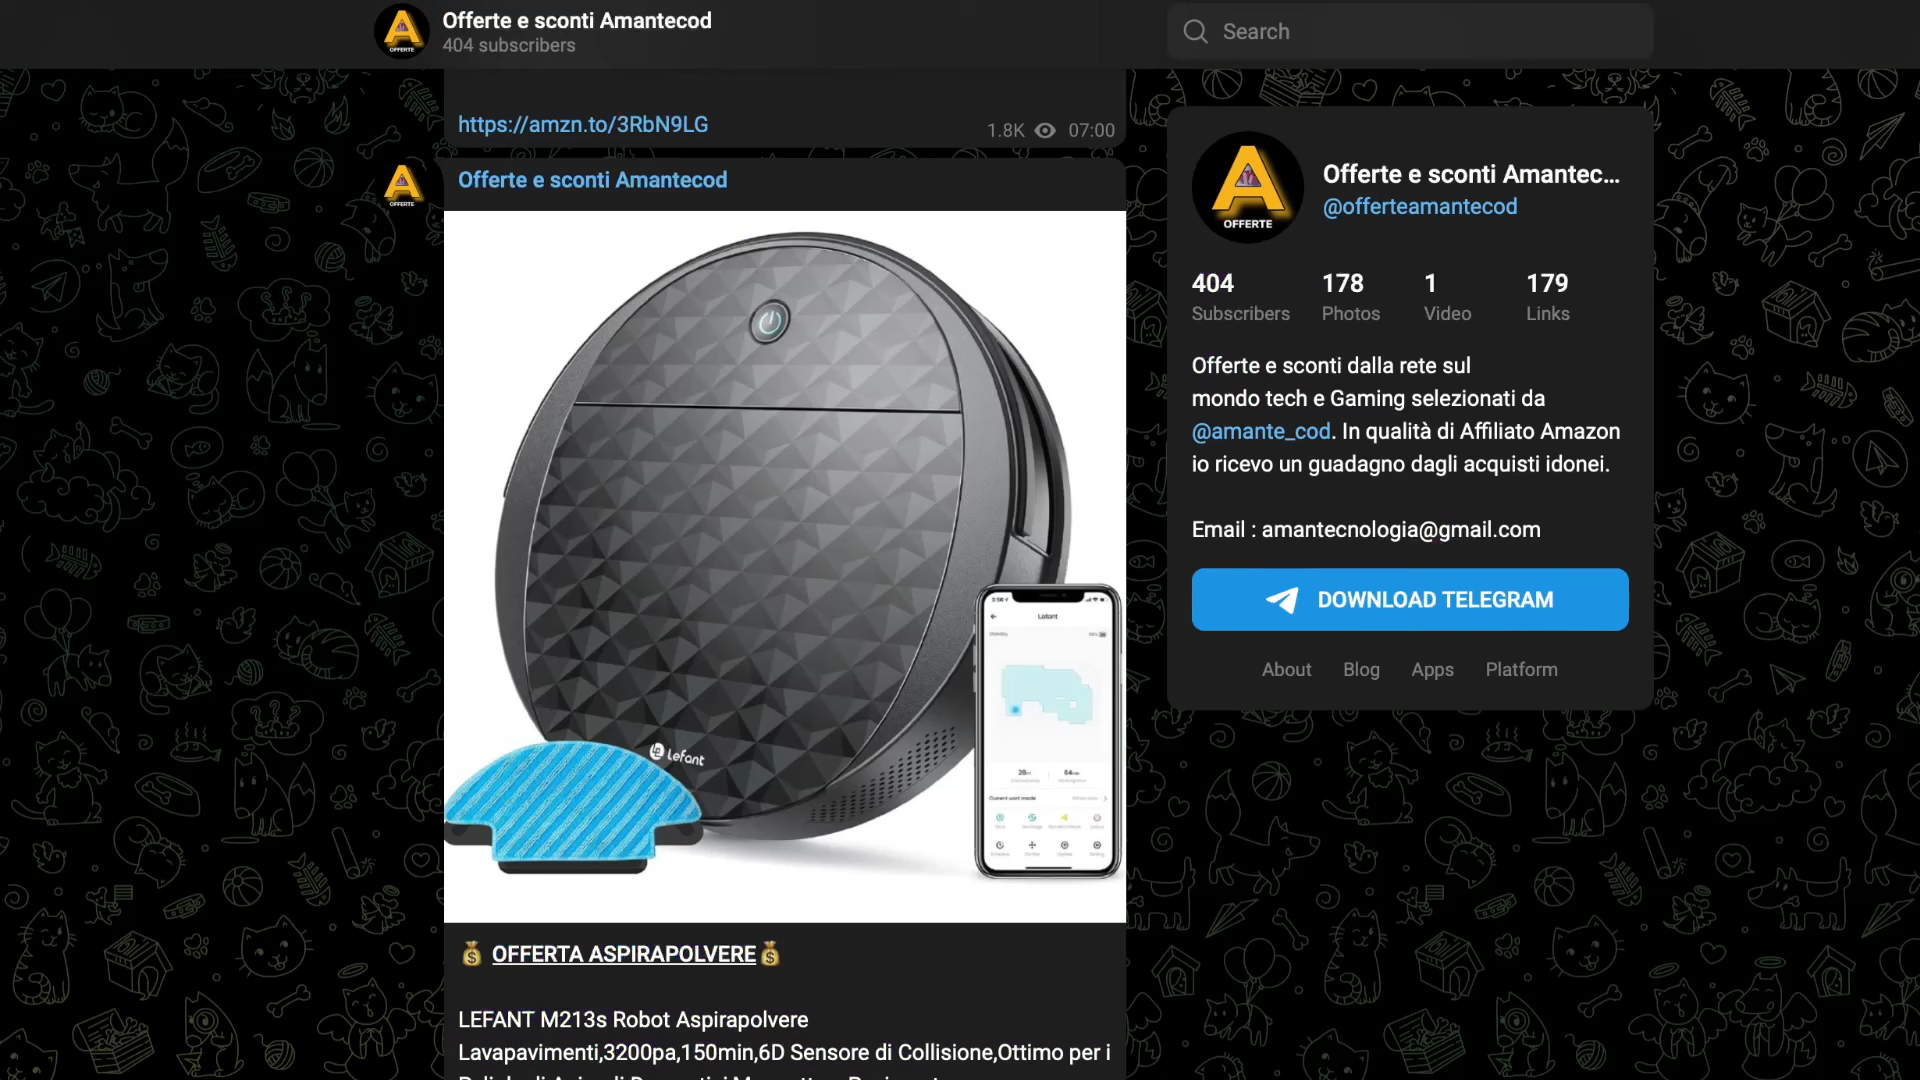 Offerte e sconti Amantecod
404 subscribers
Search
https://amzn.to/3RbN9LG
1.8K 07:00
Offerte e sconti Amantecod
Lefant
Lefant
OFFERTA ASPIRAPOLVERE
LEFANT M213s Robot Aspirapolvere
Lavapavimenti,3200pa,150min,6D Sensore di Collisione,Ottimo per i
A
OFFERTE
Offerte e sconti Amantec...
@offerteamantecod
404 178 1 179
Subscribers Photos Video Links
Offerte e sconti dalla rete sul
mondo tech e Gaming selezionati da
@amante_cod. In qualità di Affiliato Amazon
io ricevo un guadagno dagli acquisti idonei.
Email : amantecnologia@gmail.com
DOWNLOAD TELEGRAM
About Blog Apps Platform